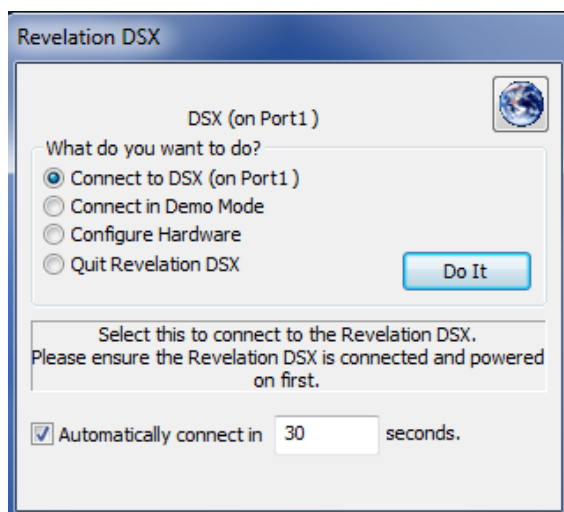 Revelation DSX
DSX (on Port1)
What do you want to do?
Connect to DSX (on Port1)
Connect in Demo Mode
Configure Hardware
Quit Revelation DSX
Do It
Select this to connect to the Revelation DSX.
Please ensure the Revelation DSX is connected and powered
on first.
Automatically connect in 30 seconds.